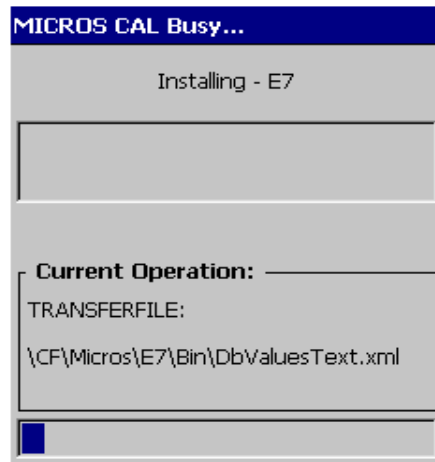 MICROS CAL Busy...
Installing - E7
Current Operation:
TRANSFERFILE:
\CF\Micros\E7\Bin\DbValuesText.xml